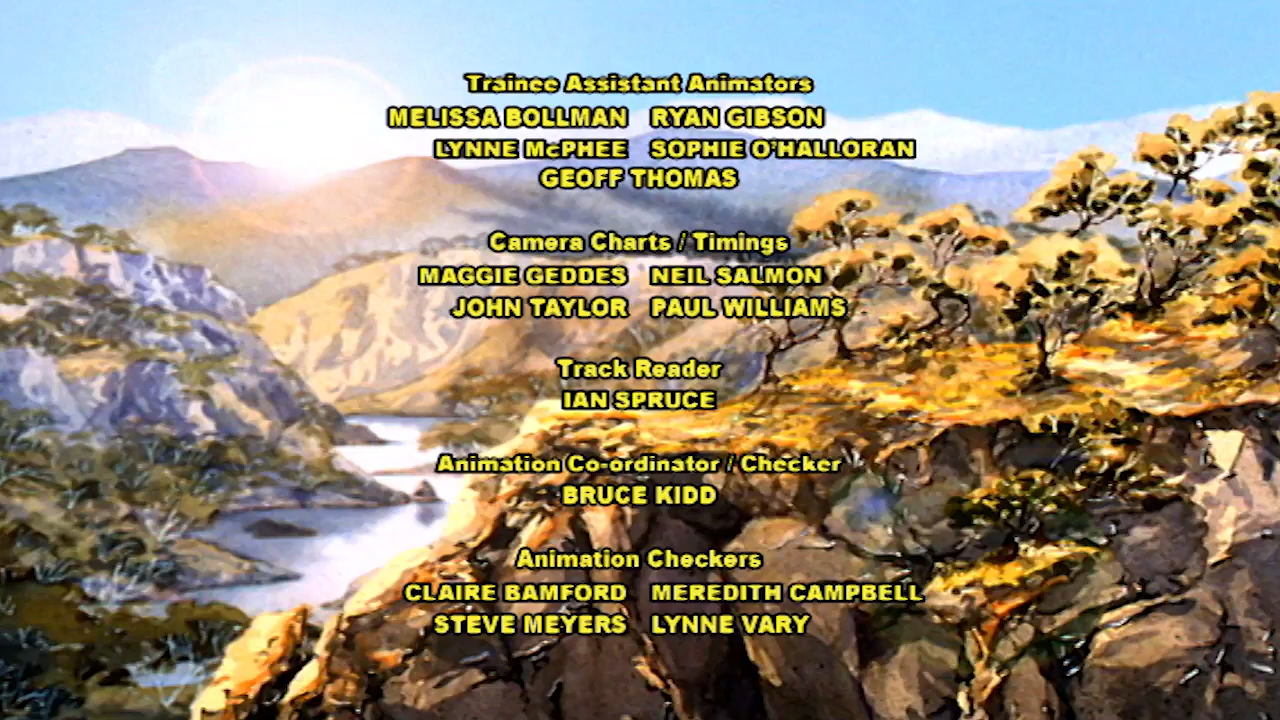 Trainee Assistant Animators
MELISSA BOLLMAN RYAN GIBSON
LYNNE McPHEE SOPHIE O'HALLORAN
GEOFF THOMAS
Camera Charts / Timings
MAGGIE GEDDES NEIL SALMON
JOHN TAYLOR PAUL WILLIAMS
Track Reader
IAN SPRUCE
Animation Co-ordinator / Checker
BRUCE KIDD
Animation Checkers
CLAIRE BAMFORD MEREDITH CAMPBELL
STEVE MEYERS LYNNE VARY